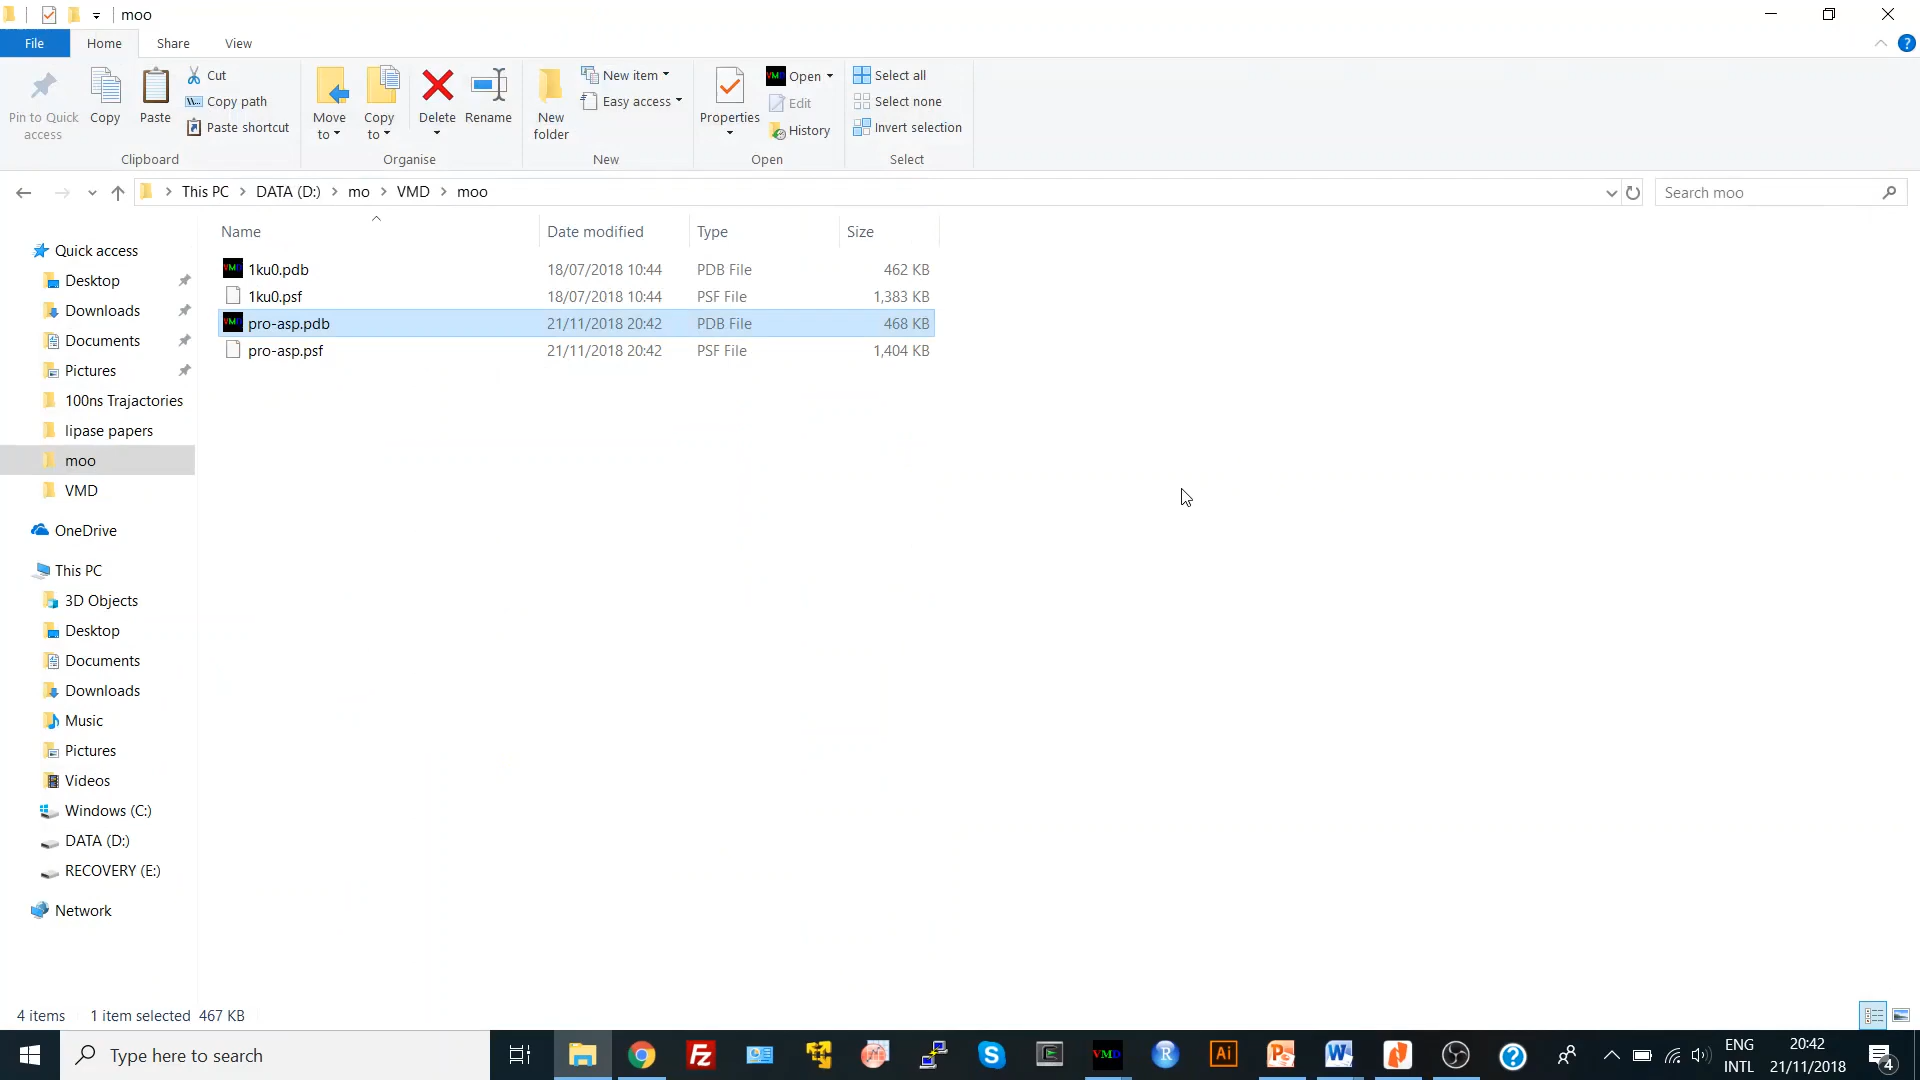 moo
File Home Share View
Pin to Quick access
Copy
Paste
Cut
Copy path
Paste shortcut
Clipboard
Move to
Copy to
Delete
Rename
Organise
New folder
New item
Easy access
New
Properties
Open
Edit
History
Open
Select all
Select none
Invert selection
Select
This PC > DATA (D:) > mo > VMD > moo
Search moo
Name Date modified Type Size
1ku0.pdb 18/07/2018 10:44 PDB File 462 KB
1ku0.psf 18/07/2018 10:44 PSF File 1,383 KB
pro-asp.pdb 21/11/2018 20:42 PDB File 468 KB
pro-asp.psf 21/11/2018 20:42 PSF File 1,404 KB
Quick access
Desktop
Downloads
Documents
Pictures
100ns Trajactories
lipase papers
moo
VMD
OneDrive
This PC
3D Objects
Desktop
Documents
Downloads
Music
Pictures
Videos
Windows (C:)
DATA (D:)
RECOVERY (E:)
Network
4 items 1 item selected 467 KB
Type here to search
ENG
INTL
20:42
21/11/2018
4